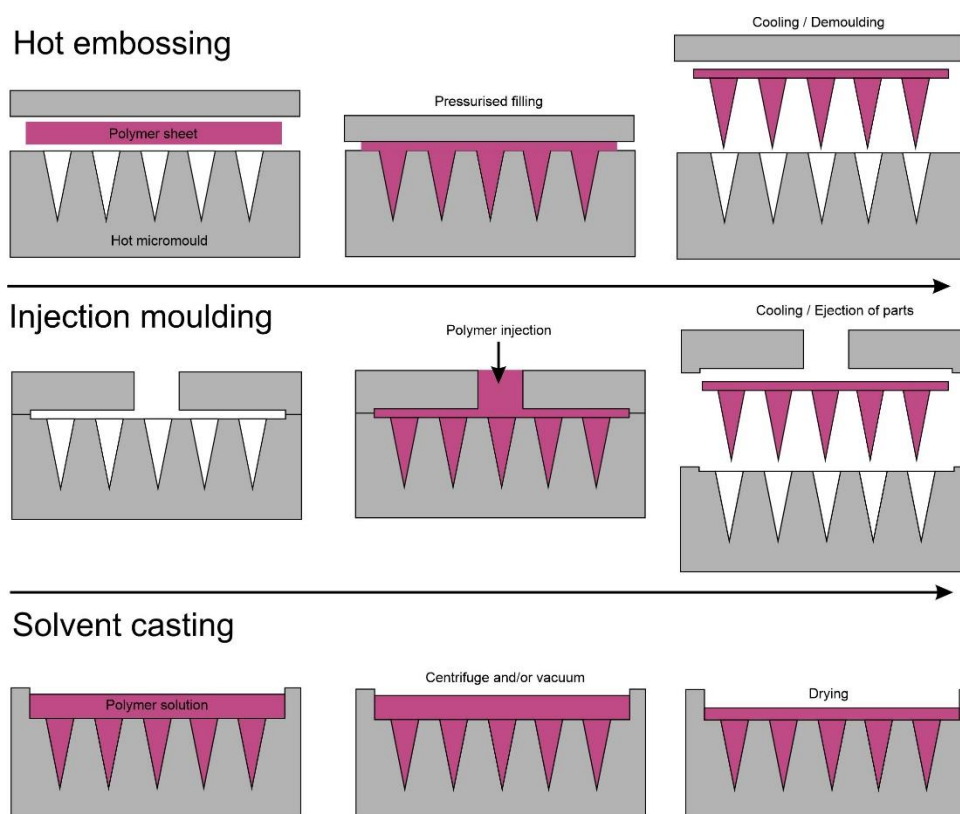 Hot embossing
Cooling / Demoulding
Pressurised filling
Polymer sheet
Hot micromould
Injection moulding
Cooling / Ejection of parts
Polymer injection
Solvent casting
Centrifuge and/or vacuum
Drying
Polymer solution